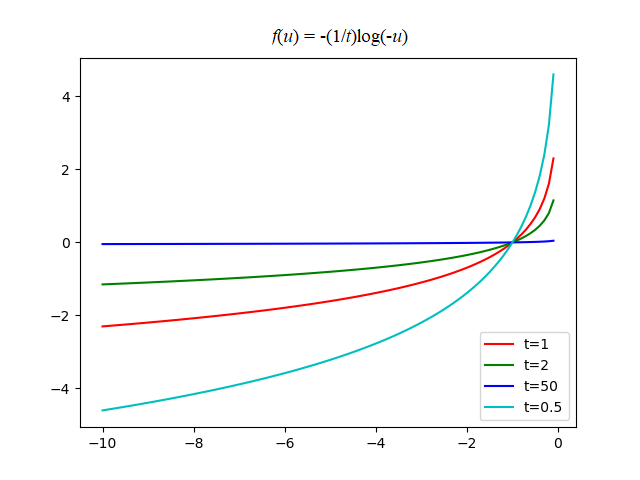 f(u) = -(1/t)log(-u)
4
2
0
−2
−4
−10
−8
−6
−4
−2
0
t=1
t=2
t=50
t=0.5